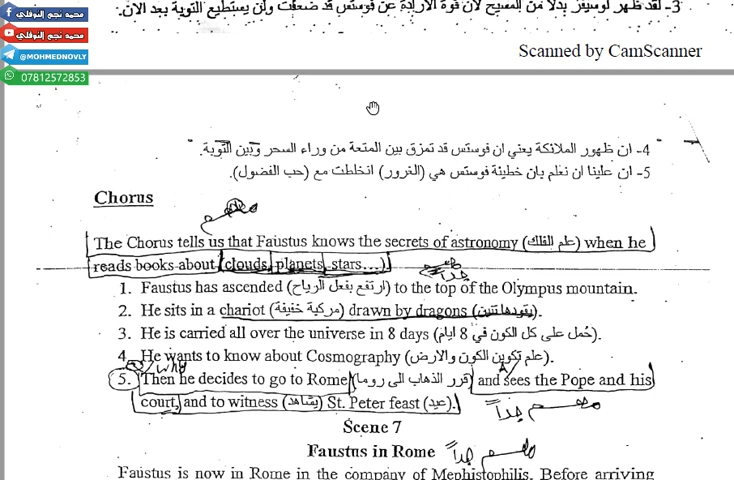 محمد نجم النوفلي
محمد نجم النوفلي
@MOHMEDNOVLY
07812572853
3- لقد ظهر لوسيفر بدلا من المسيح لان قوة الارادة عن فوستس قد ضعفت ولن يستطيع التوبة بعد الان.
Scanned by CamScanner
4- ان ظهور الملائكة يعني ان فوستس قد تمزق بين المتعة من وراء السحر وبين التوبة.
5- ان علينا ان نعلم بان خطيئة فوستس هي (الغرور) انخلطت مع (حب الفضول).
Chorus
مهم
The Chorus tells us that Faustus knows the secrets of astronomy (علم الفلك) when he
reads books about (clouds, planets, stars...)
مهم جداً
1. Faustus has ascended (ارتفع بفعل الرياح) to the top of the Olympus mountain.
2. He sits in a chariot (مركبة خفيفة) drawn by dragons (يقودها تنين).
3. He is carried all over the universe in 8 days (حُمل على كل الكون في 8 ايام).
4. He wants to know about Cosmography (علم تكوين الكون والارض).
Why
5. Then he decides to go to Rome (قرر الذهاب الى روما) and sees the Pope and his
court, and to witness (يشاهد) St. Peter feast (عيد).
مهم جداً
Scene 7
Faustus in Rome
مهم جداً
Faustus is now in Rome in the company of Mephistophilis. Before arriving